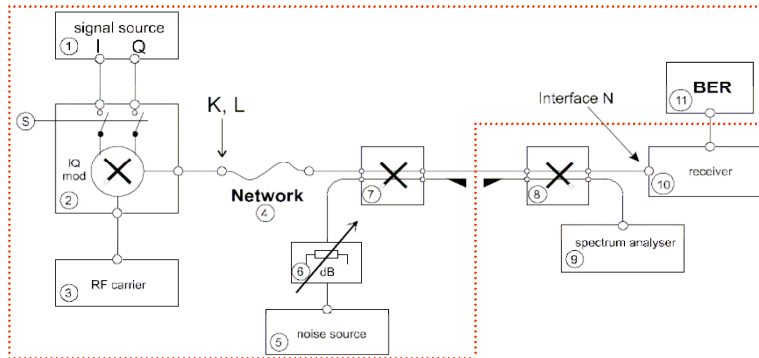 signal source
1
I Q
S
IQ
mod
2
K, L
Network
4
RF carrier
3
7
6
dB
noise source
5
Interface N
8
spectrum analyser
9
BER
11
receiver
10